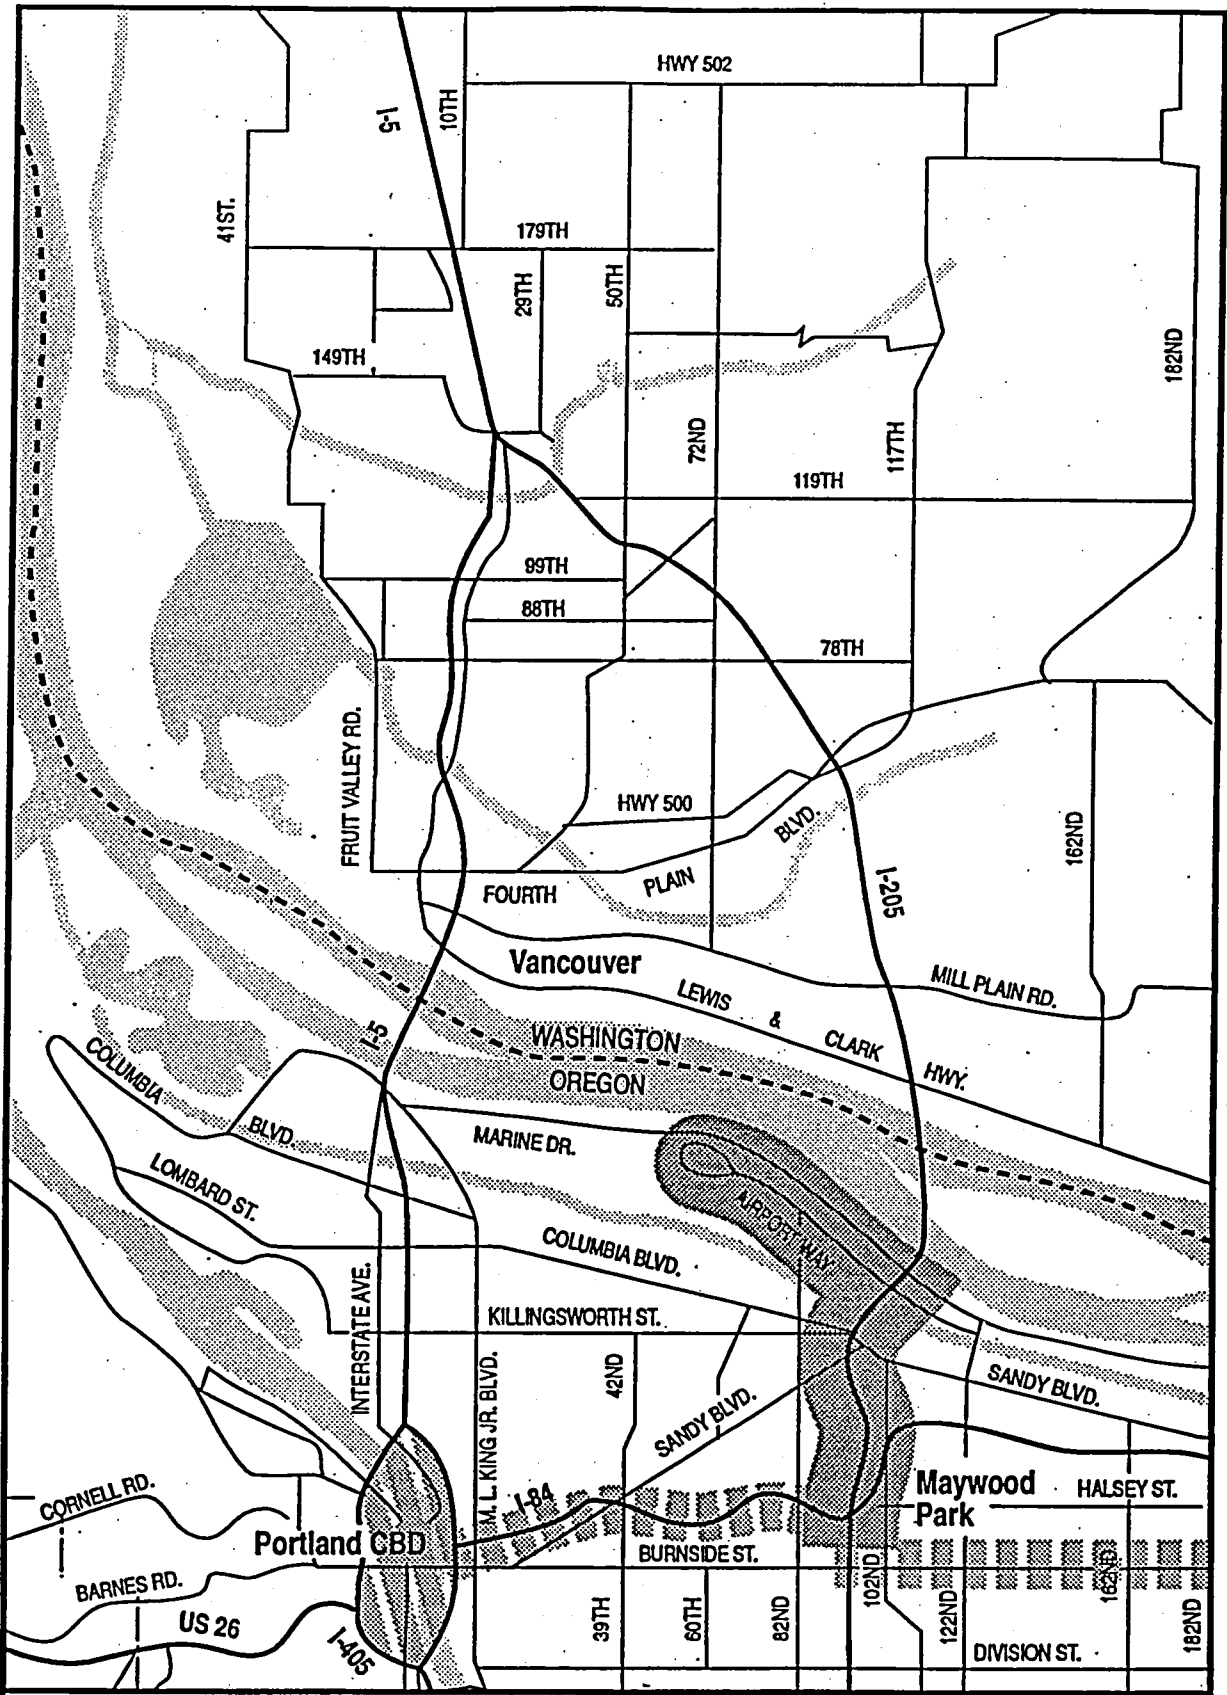 HWY 502
I-5
10TH
41ST.
179TH
29TH
50TH
149TH
182ND
72ND
117TH
119TH
99TH
88TH
78TH
FRUIT VALLEY RD.
HWY 500
BLVD.
162ND
I-205
FOURTH
PLAIN
Vancouver
MILL PLAIN RD.
LEWIS & CLARK HWY.
WASHINGTON
OREGON
I-5
COLUMBIA
BLVD.
MARINE DR.
LOMBARD ST.
AIRPORT WAY
COLUMBIA BLVD.
INTERSTATE AVE.
KILLINGSWORTH ST.
M. L. KING JR. BLVD.
42ND
SANDY BLVD.
SANDY BLVD.
CORNELL RD.
I-84
Maywood
Park
HALSEY ST.
Portland CBD
BURNSIDE ST.
BARNES RD.
102ND
162ND
US 26
I-405
39TH
60TH
82ND
122ND
182ND
DIVISION ST.